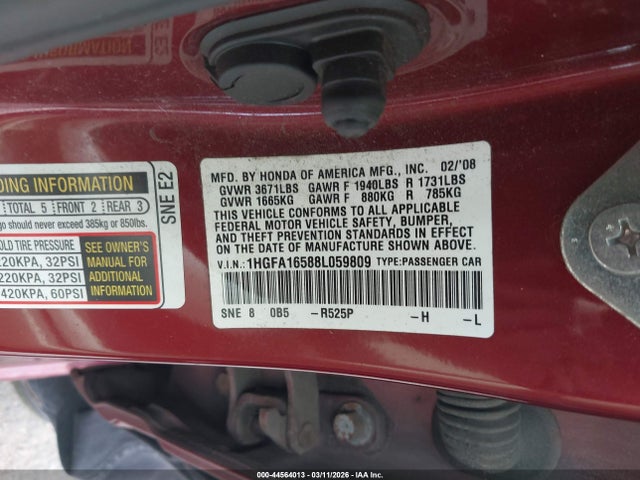 DING INFORMATION
TOTAL 5 FRONT 2 REAR 3
go should never exceed 385kg or 850lbs.
OLD TIRE PRESSURE
220KPA, 32PSI
220KPA, 32PSI
420KPA, 60PSI
SEE OWNER'S
MANUAL FOR
ADDITIONAL
INFORMATION
SNE E2
MFD. BY HONDA OF AMERICA MFG., INC. 02/'08
GVWR 3671LBS GAWR F 1940LBS R 1731LBS
GVWR 1665KG GAWR F 880KG R 785KG
THIS VEHICLE CONFORMS TO ALL APPLICABLE
FEDERAL MOTOR VEHICLE SAFETY, BUMPER,
AND THEFT PREVENTION STANDARDS IN EFFECT
ON THE DATE OF MANUFACTURE SHOWN ABOVE.
V.I.N.: 1HGFA16588L059809 TYPE: PASSENGER CAR
SNE 8 0B5 -R525P -H -L
000-44564013 - 03/11/2026 - IAAI.COM